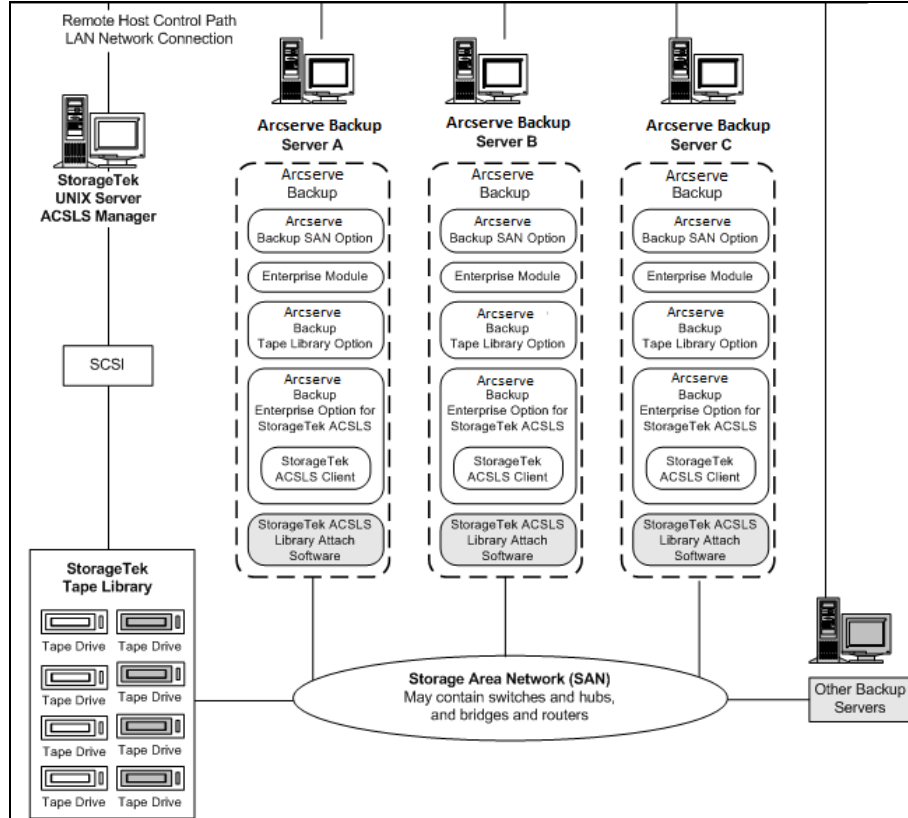 Remote Host Control Path
LAN Network Connection
StorageTek
UNIX Server
ACSLS Manager
SCSI
StorageTek
Tape Library
Tape Drive Tape Drive
Tape Drive Tape Drive
Tape Drive Tape Drive
Tape Drive Tape Drive
Arcserve Backup
Server A
Arcserve
Backup
Arcserve
Backup SAN Option
Enterprise Module
Arcserve
Backup
Tape Library Option
Arcserve
Backup
Enterprise Option for
StorageTek ACSLS
StorageTek
ACSLS Client
StorageTek ACSLS
Library Attach
Software
Arcserve Backup
Server B
Arcserve
Backup
Arcserve
Backup SAN Option
Enterprise Module
Arcserve
Backup
Tape Library Option
Arcserve
Backup
Enterprise Option for
StorageTek ACSLS
StorageTek
ACSLS Client
StorageTek ACSLS
Library Attach
Software
Arcserve Backup
Server C
Arcserve
Backup
Arcserve
Backup SAN Option
Enterprise Module
Arcserve
Backup
Tape Library Option
Arcserve
Backup
Enterprise Option for
StorageTek ACSLS
StorageTek
ACSLS Client
StorageTek ACSLS
Library Attach
Software
Storage Area Network (SAN)
May contain switches and hubs,
and bridges and routers
Other Backup
Servers